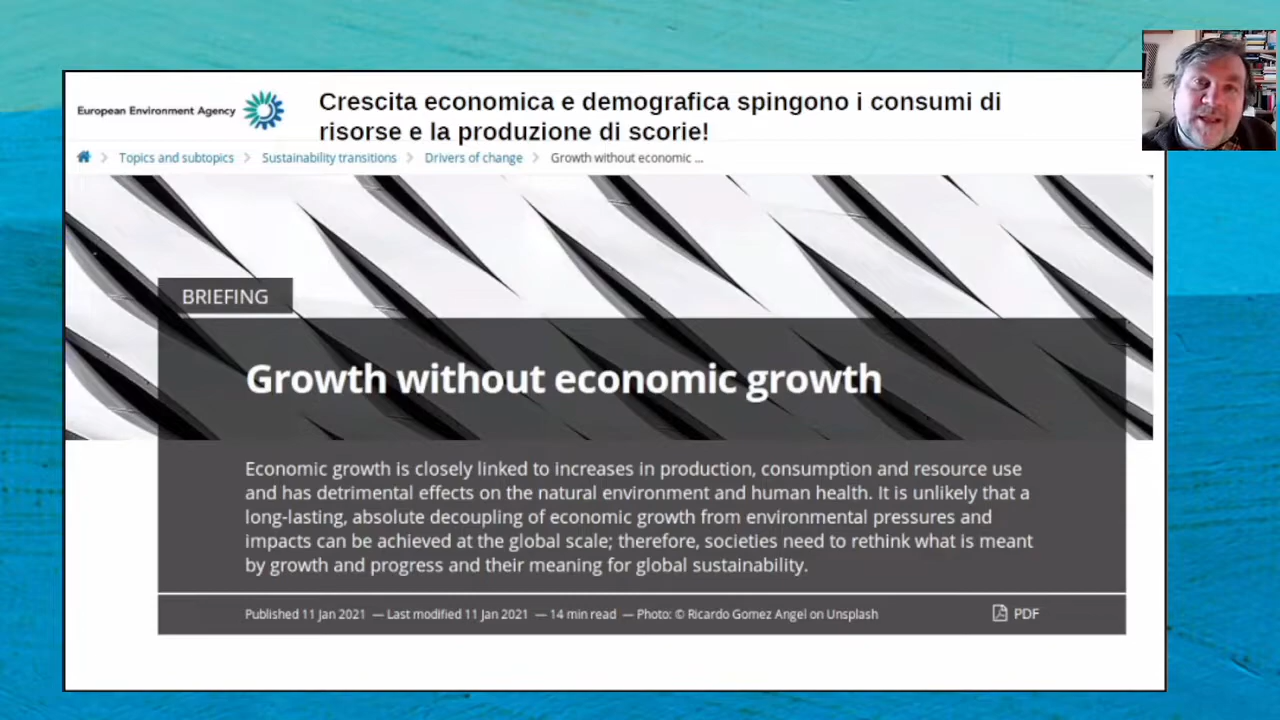 European Environment Agency
Crescita economica e demografica spingono i consumi di
risorse e la produzione di scorie!
Topics and subtopics > Sustainability transitions > Drivers of change > Growth without economic ...
BRIEFING
Growth without economic growth
Economic growth is closely linked to increases in production, consumption and resource use
and has detrimental effects on the natural environment and human health. It is unlikely that a
long-lasting, absolute decoupling of economic growth from environmental pressures and
impacts can be achieved at the global scale; therefore, societies need to rethink what is meant
by growth and progress and their meaning for global sustainability.
Published 11 Jan 2021 — Last modified 11 Jan 2021 — 14 min read — Photo: © Ricardo Gomez Angel on Unsplash PDF